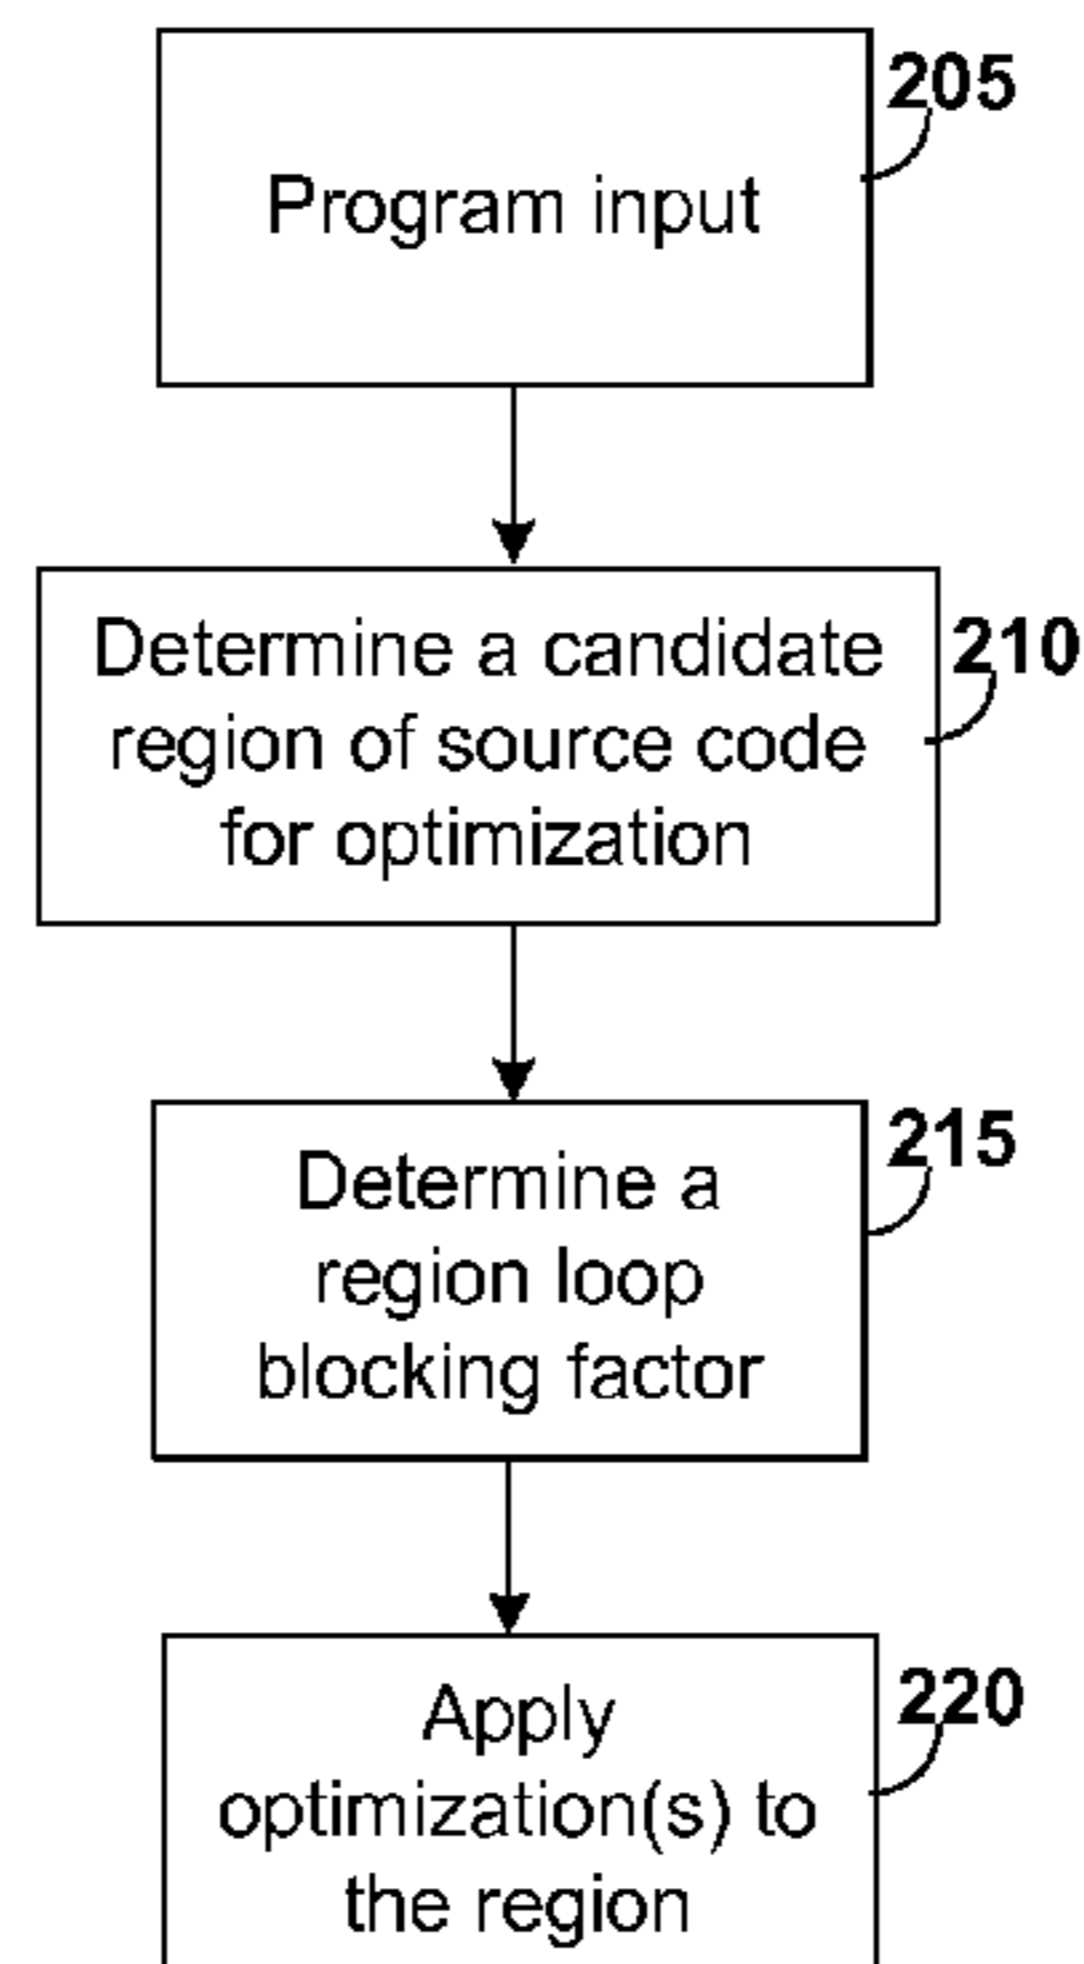 205
Program input
210
Determine a candidate
region of source code
for optimization
215
Determine a
region loop
blocking factor
220
Apply
optimization(s) to
the region